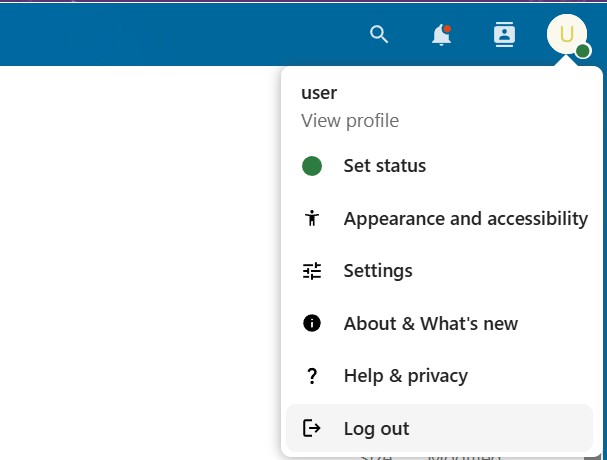 U
user
View profile
Set status
Appearance and accessibility
Settings
About & What's new
Help & privacy
Log out